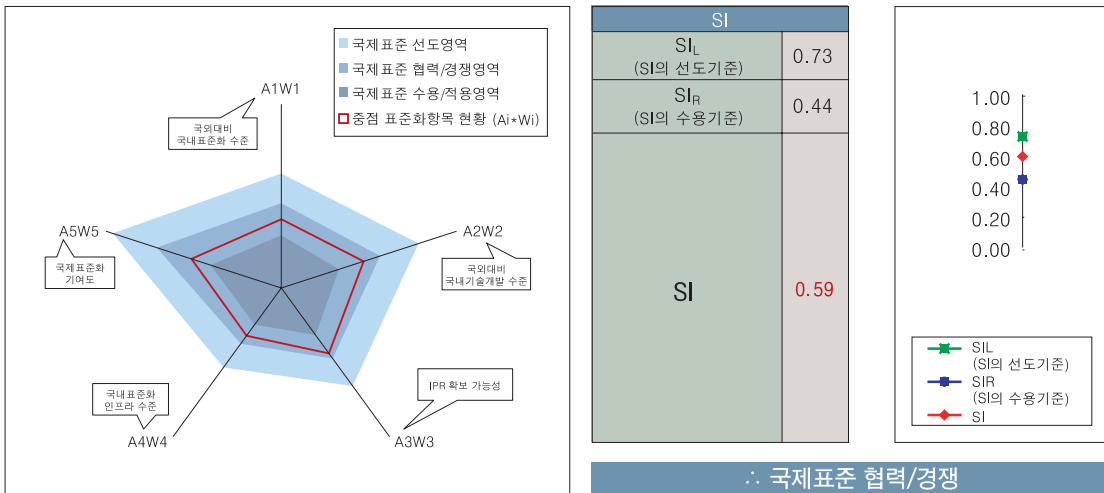 국제표준 선도영역
국제표준 협력/경쟁영역
국제표준 수용/적용영역
중점 표준화항목 현황 (Ai*Wi)
A1W1
국외대비
국내표준화 수준
A2W2
국외대비
국내기술개발 수준
A3W3
IPR 확보 가능성
A4W4
국내표준화
인프라 수준
A5W5
국제표준화
기여도
SI
SIL
(SI의 선도기준)
0.73
SIR
(SI의 수용기준)
0.44
SI
0.59
1.00
0.80
0.60
0.40
0.20
0.00
SIL
(SI의 선도기준)
SIR
(SI의 수용기준)
SI
∴ 국제표준 협력/경쟁